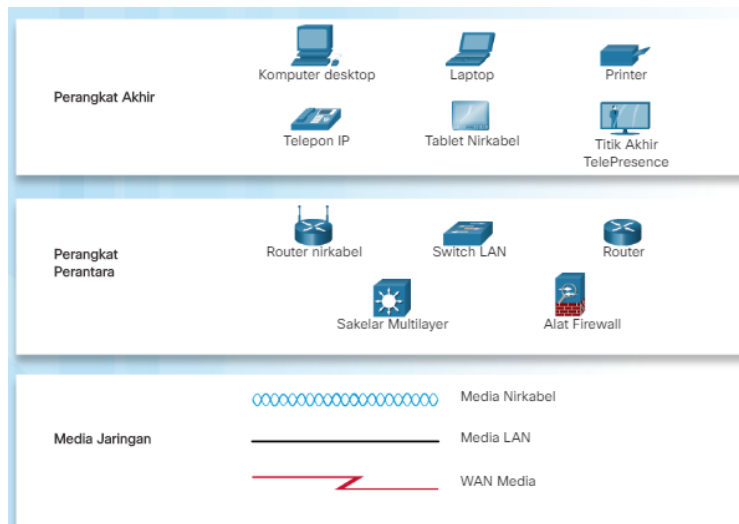 Komputer desktop
Laptop
Printer
Perangkat Akhir
Telepon IP
Tablet Nirkabel
Titik Akhir
TelePresence
Router nirkabel
Switch LAN
Router
Perangkat
Perantara
Sakelar Multilayer
Alat Firewall
Media Nirkabel
Media Jaringan
Media LAN
WAN Media